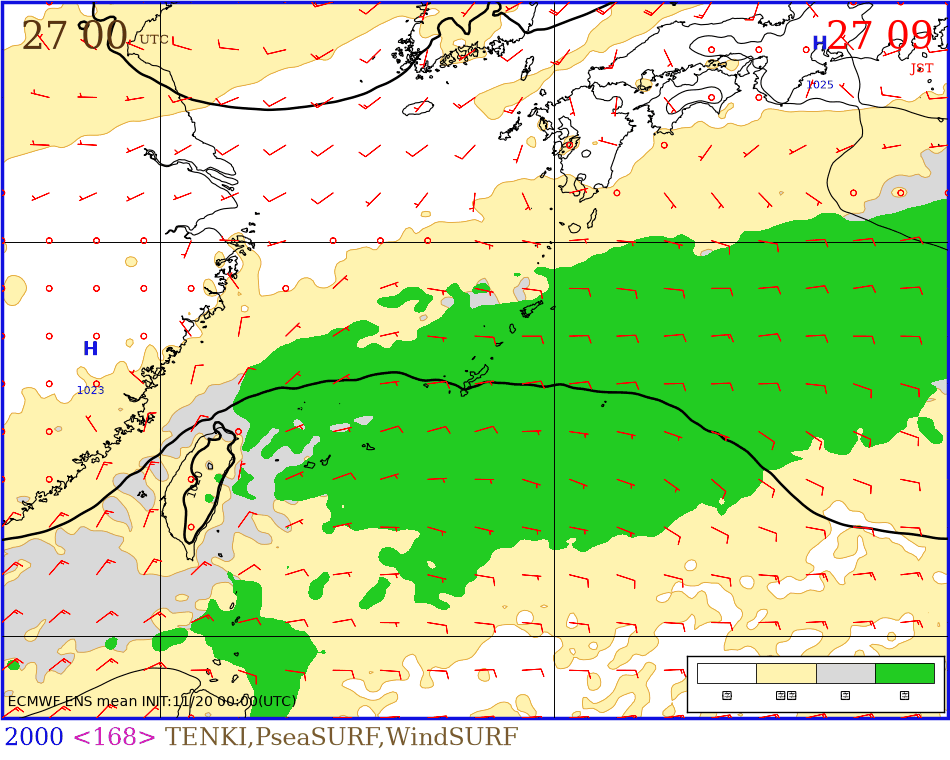 27 00 UTC
27 09 JST
H
1025
H
1023
1020
ECMWF ENS mean INIT:11/20 00:00(UTC)
2000 <168> TENKI,PseaSURF,WindSURF